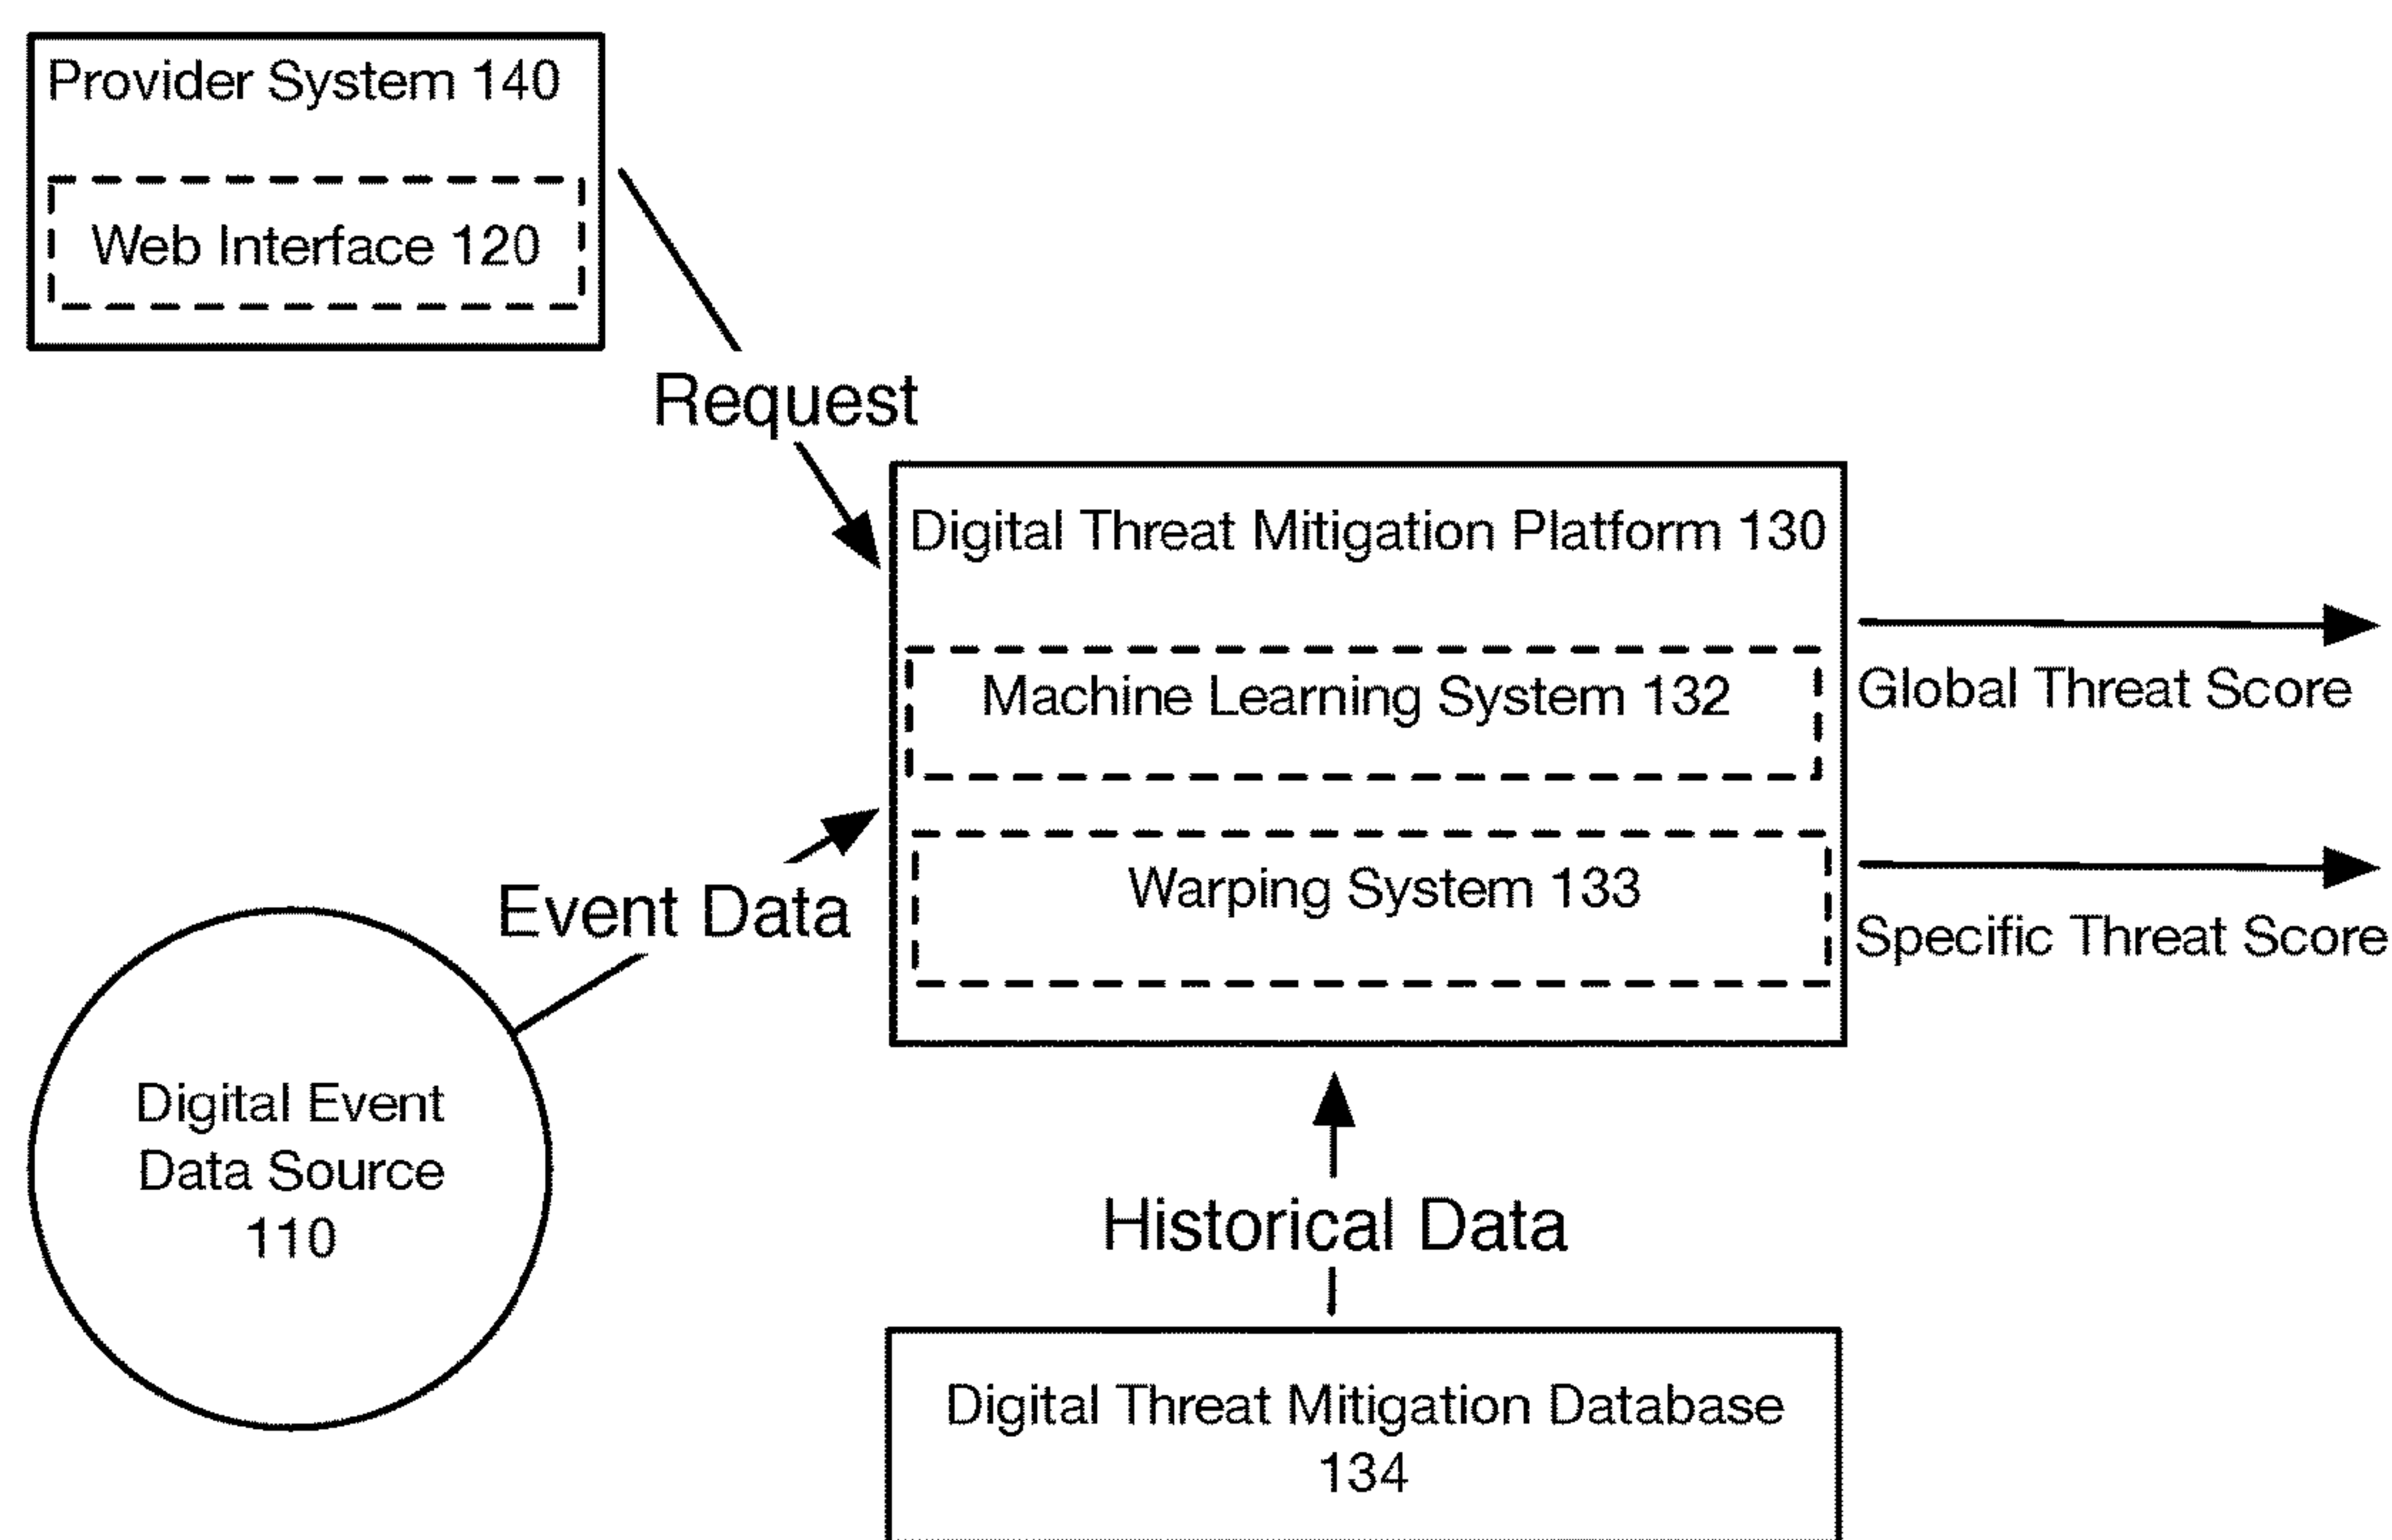 Provider System 140
Web Interface 120
Request
Digital Threat Mitigation Platform 130
Machine Learning System 132
Global Threat Score
Warping System 133
Event Data
Specific Threat Score
Digital Event
Data Source
110
Historical Data
Digital Threat Mitigation Database
134